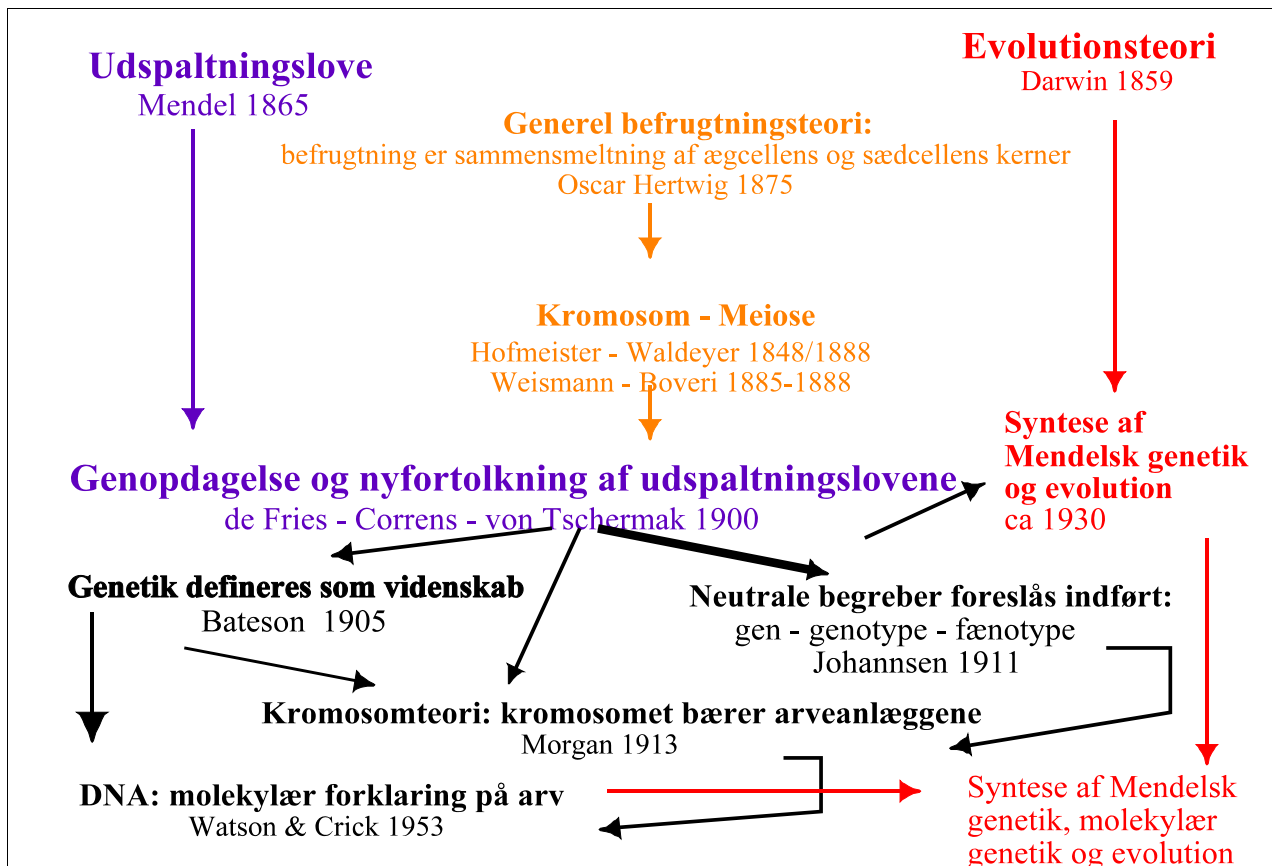 Udspaltningslove
Mendel 1865
Evolutionsteori
Darwin 1859
Generel befrugtningsteori:
befrugtning er sammensmeltning af ægcellens og sædcellens kerner
Oscar Hertwig 1875
Kromosom - Meiose
Hofmeister - Waldeyer 1848/1888
Weismann - Boveri 1885-1888
Genopdagelse og nyfortolkning af udspaltningslovene
de Fries - Correns - von Tschermak 1900
Syntese af
Mendelsk genetik
og evolution
ca 1930
Genetik defineres som videnskab
Bateson 1905
Neutrale begreber foreslås indført:
gen - genotype - fænotype
Johannsen 1911
Kromosomteori: kromosomet bærer arveanlæggene
Morgan 1913
DNA: molekylær forklaring på arv
Watson & Crick 1953
Syntese af Mendelsk
genetik, molekylær
genetik og evolution